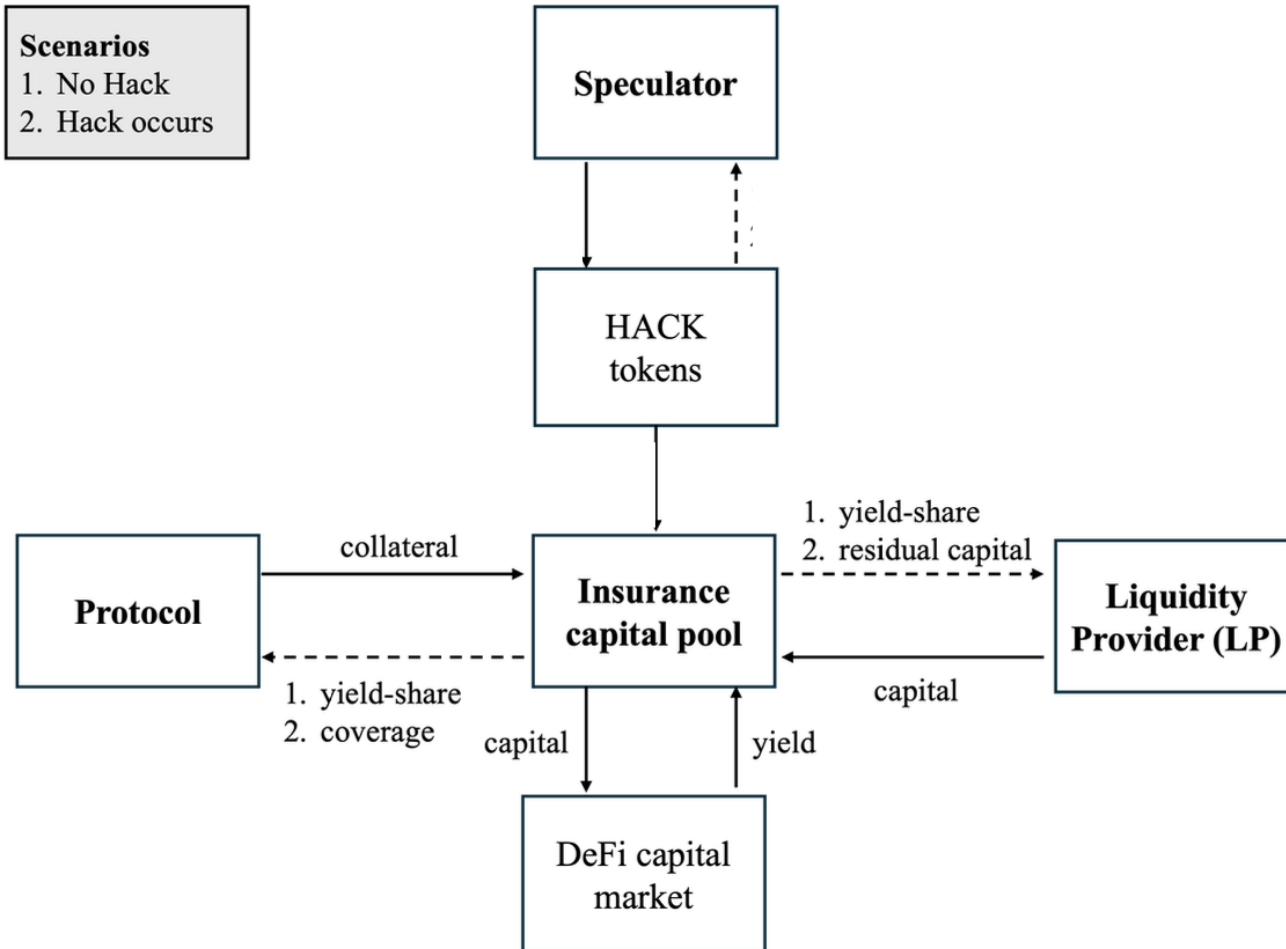 Scenarios
1. No Hack
2. Hack occurs
Speculator
HACK
tokens
1. yield-share
2. residual capital
collateral
Protocol
Insurance
capital pool
Liquidity
Provider (LP)
1. yield-share
2. coverage
capital
capital
yield
DeFi capital
market